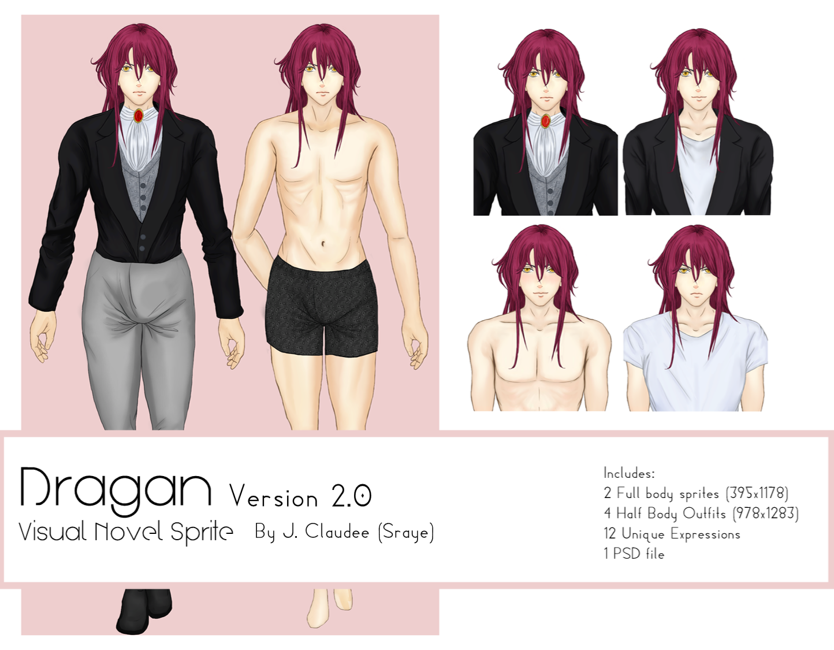 Dragan Version 2.0
Visual Novel Sprite By J. Claudee (Sraye)
Includes:
2 Full body sprites (395x1178)
4 Half Body Outfits (978x1283)
12 Unique Expressions
1 PSD file